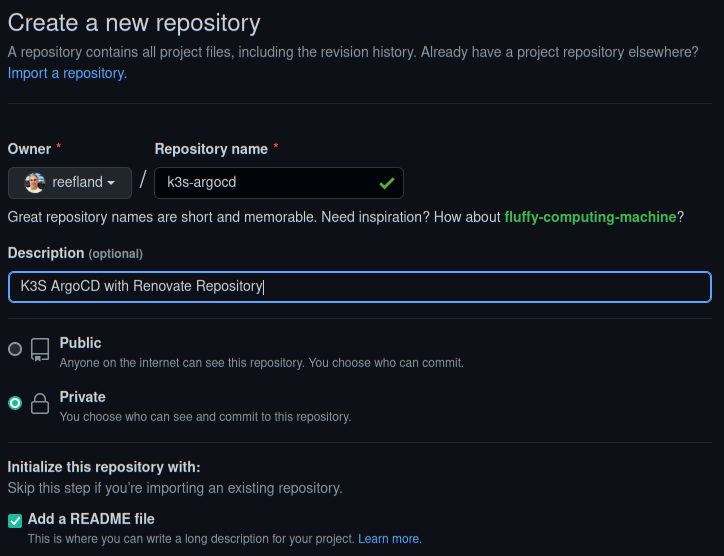 Create a new repository
A repository contains all project files, including the revision history. Already have a project repository elsewhere?
Import a repository.
Owner * Repository name *
reefland / k3s-argocd
Great repository names are short and memorable. Need inspiration? How about fluffy-computing-machine?
Description (optional)
K3S ArgoCD with Renovate Repository
Public
Anyone on the internet can see this repository. You choose who can commit.
Private
You choose who can see and commit to this repository.
Initialize this repository with:
Skip this step if you’re importing an existing repository.
Add a README file
This is where you can write a long description for your project. Learn more.